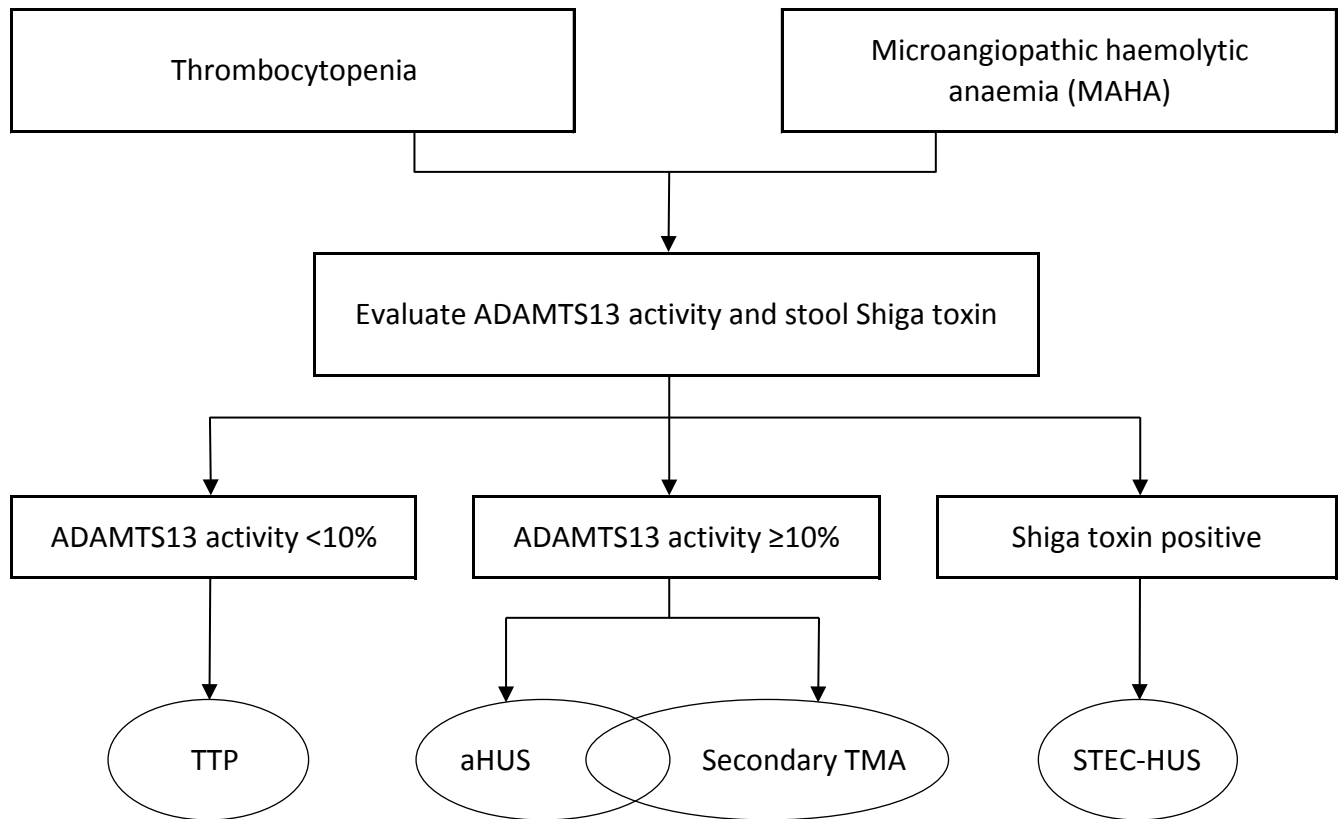 Thrombocytopenia
Microangiopathic haemolytic
anaemia (MAHA)
Evaluate ADAMTS13 activity and stool Shiga toxin
ADAMTS13 activity <10%
ADAMTS13 activity ≥10%
Shiga toxin positive
TTP
aHUS
Secondary TMA
STEC-HUS